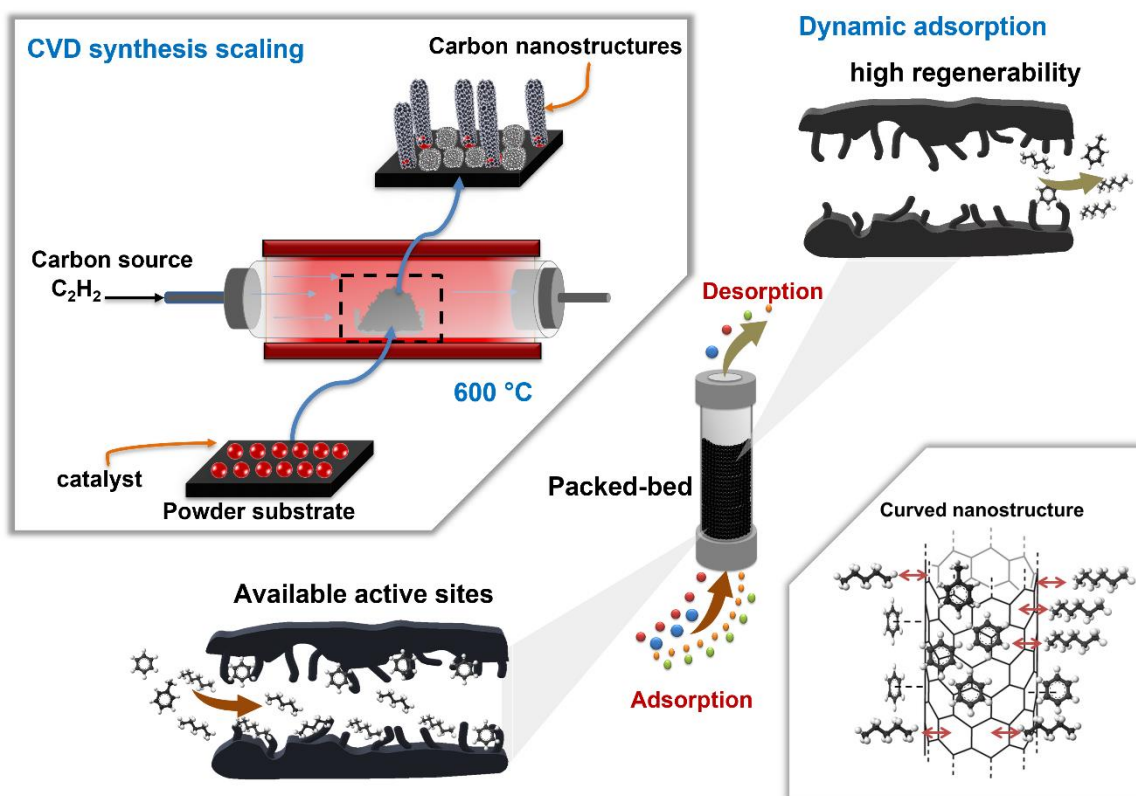 CVD synthesis scaling
Carbon nanostructures
Carbon source
C₂H₂
600 °C
catalyst
Powder substrate
Dynamic adsorption
high regenerability
Desorption
Packed-bed
Adsorption
Available active sites
Curved nanostructure